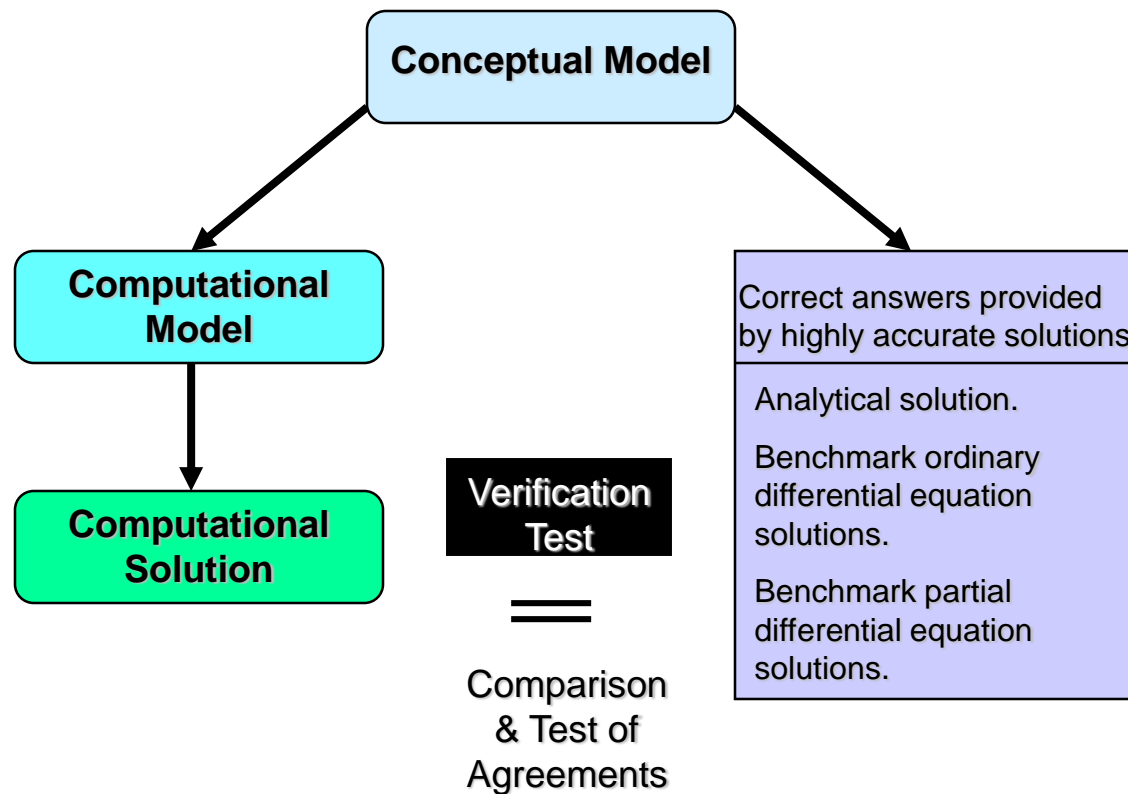 Conceptual Model
Computational
Model
Computational
Solution
Verification
Test
Comparison
& Test of
Agreements
Correct answers provided
by highly accurate solutions
Analytical solution.
Benchmark ordinary
differential equation
solutions.
Benchmark partial
differential equation
solutions.